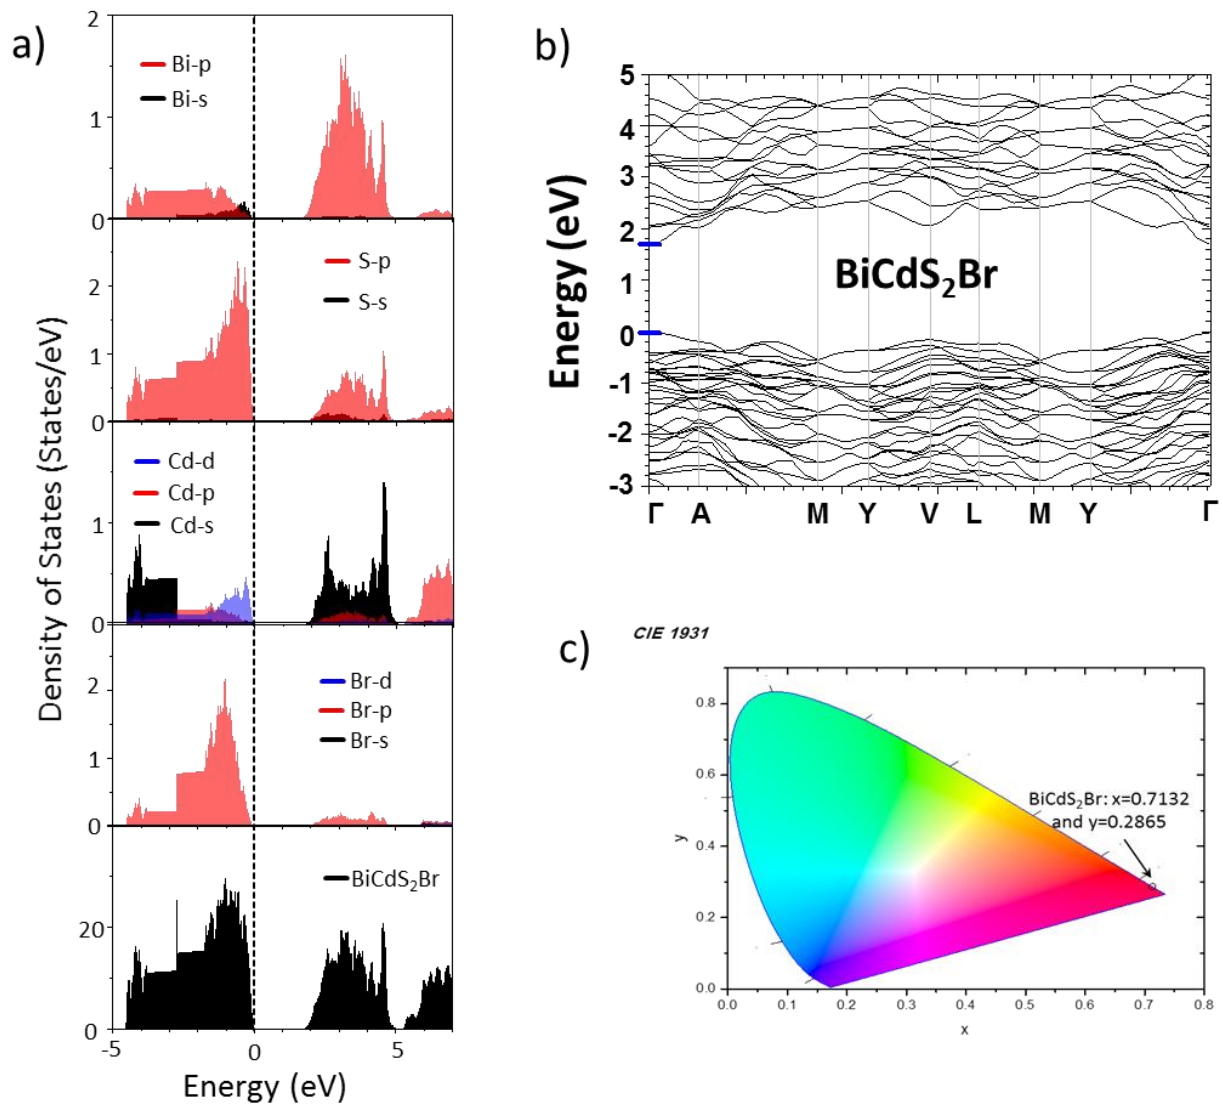 a)
2
Bi-p
Bi-s
1
0
S-p
2
S-s
1
0
Cd-d
Cd-p
Cd-s
1
0
Br-d
2
Br-p
Br-s
1
0
BiCdS₂Br
20
0
-5 0 5
Energy (eV)
Density of States (States/eV)
b)
5
4
3
2
1
0
-1
-2
-3
Energy (eV)
BiCdS₂Br
Γ A M Y V L M Y Γ
c)
CIE 1931
0.8
0.6
0.4
0.2
0.0
y
BiCdS₂Br: x=0.7132
and y=0.2865
0.0 0.1 0.2 0.3 0.4 0.5 0.6 0.7 0.8
x